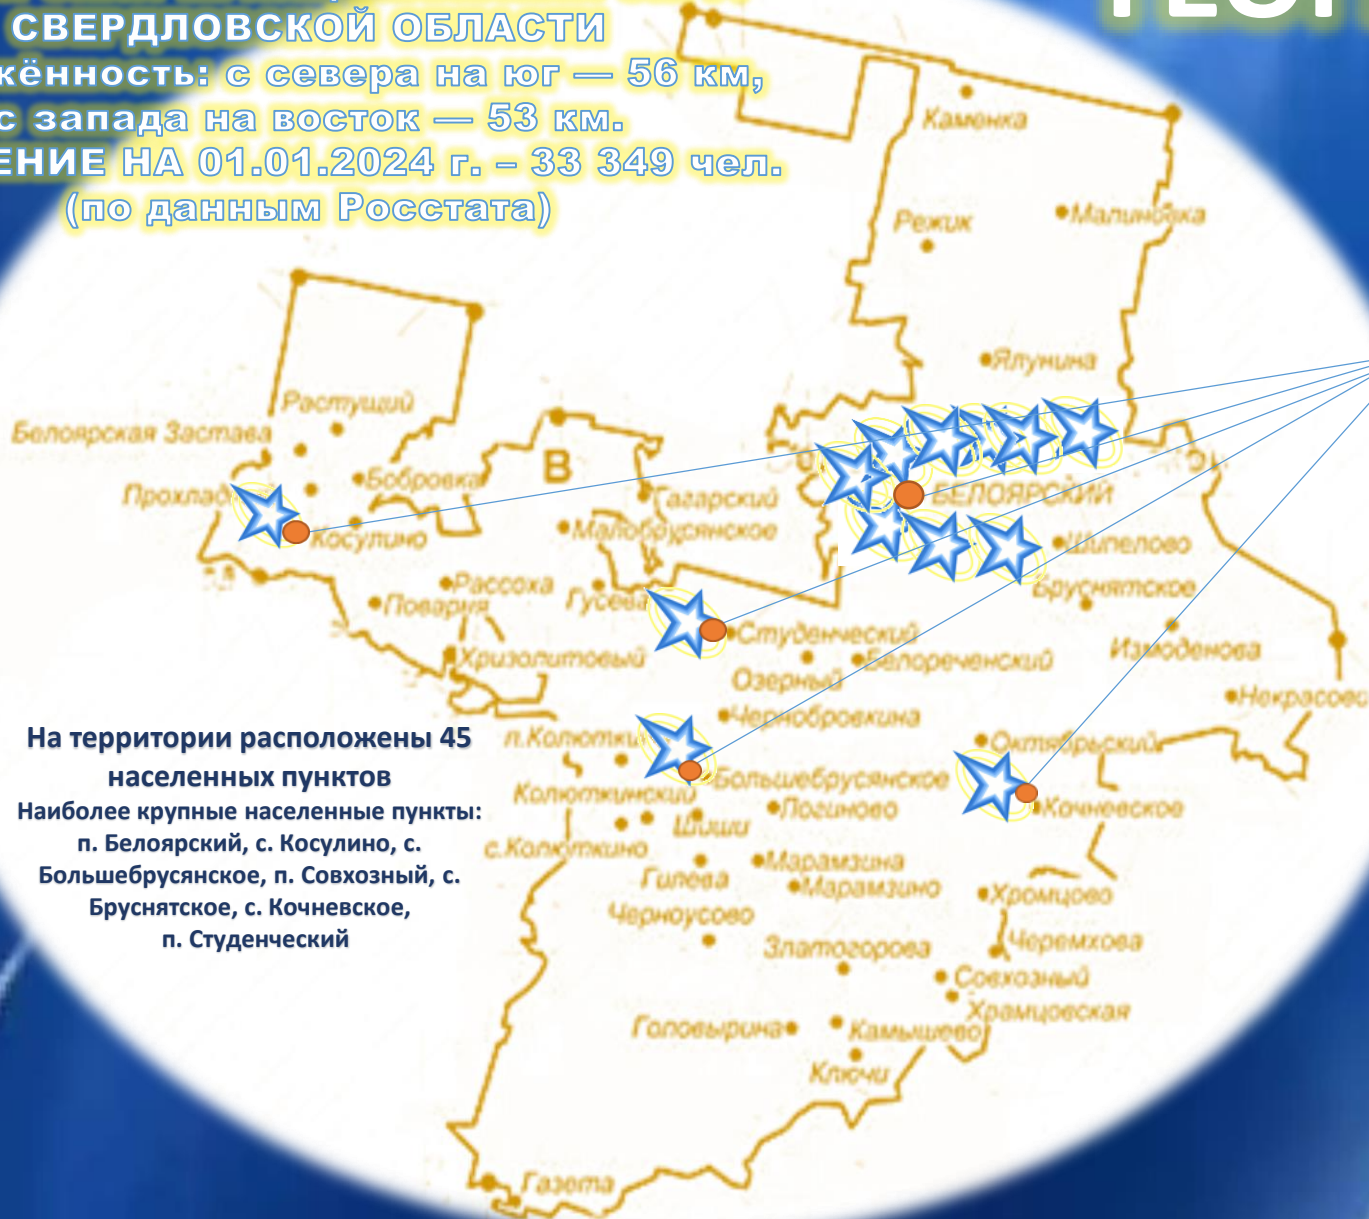 СВЕРДЛОВСКОЙ ОБЛАСТИ
с севера на юг — 56 км,
с запада на восток — 53 км.
НА 01.01.2024 г. – 33 349 чел.
(по данным Росстата)
Каменка
Малиновка
Режик
Ялунина
Растущий
Белоярская Застава
В
Бобровка
Гагарский
БЕЛОЯРСКИЙ
Малобрусянское
Косулино
Шипелово
Рассоха
Гусева
Бруснятское
Поварня
Студенческий
Измоденова
Хризолитовый
Белореченский
Озерный
Некрасово
Чернобровкина
Октябрьский
Большебрусянское
Колюткинский
Логиново
Кочневское
Шиши
с.Колюткино
Марамзина
Гилева
Марамзино
Хромцово
Черноусово
Златогорова
Черемхова
Совхозный
Храмцовская
Головырина
Камышево
Ключи
Газета
На территории расположены 45
населенных пунктов
Наиболее крупные населенные пункты:
п. Белоярский, с. Косулино, с.
Большебрусянское, п. Совхозный, с.
Бруснятское, с. Кочневское,
п. Студенческий